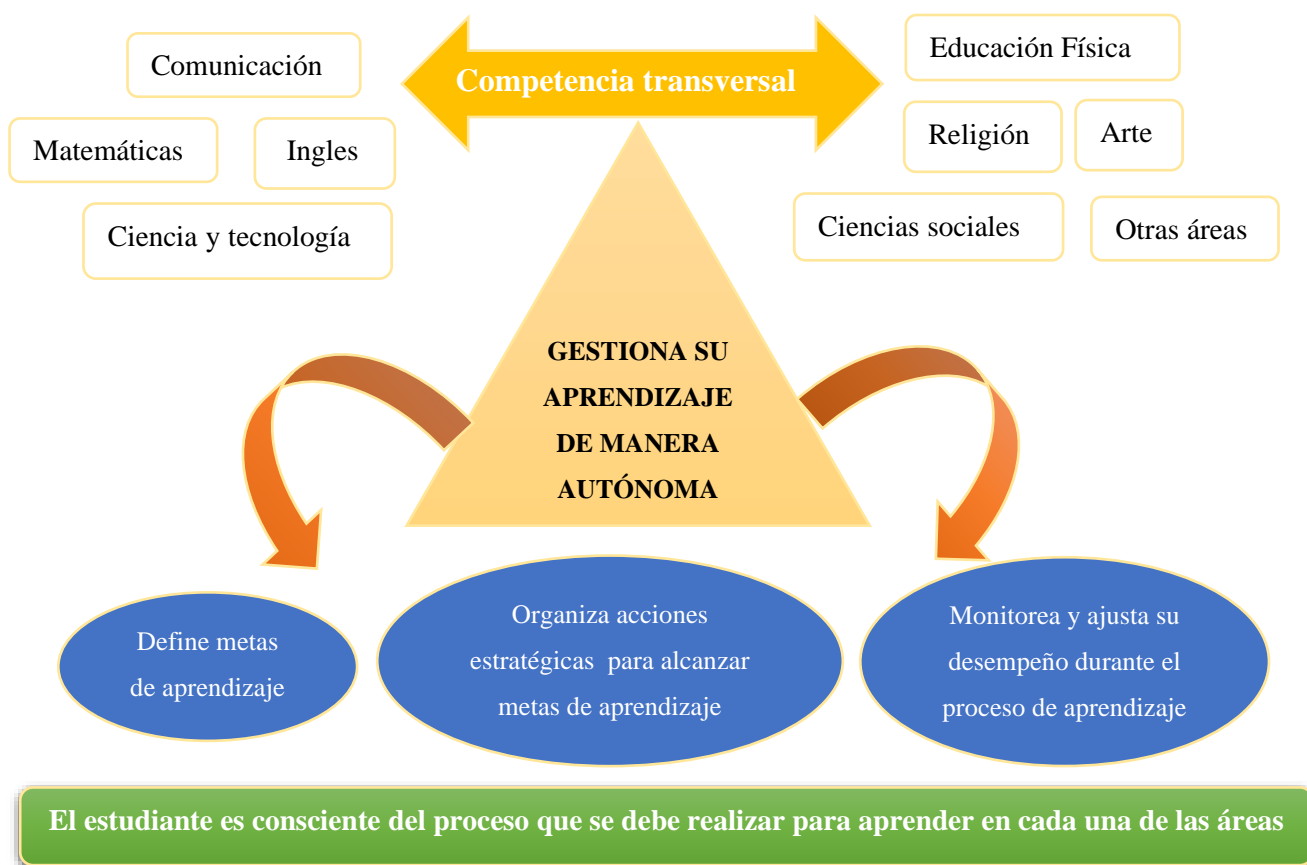 Comunicación
Competencia transversal
Educación Física
Matemáticas
Ingles
Religión
Arte
Ciencia y tecnología
Ciencias sociales
Otras áreas
GESTIONA SU
APRENDIZAJE
DE MANERA
AUTÓNOMA
Define metas
de aprendizaje
Organiza acciones
estratégicas para alcanzar
metas de aprendizaje
Monitorea y ajusta su
desempeño durante el
proceso de aprendizaje
El estudiante es consciente del proceso que se debe realizar para aprender en cada una de las áreas